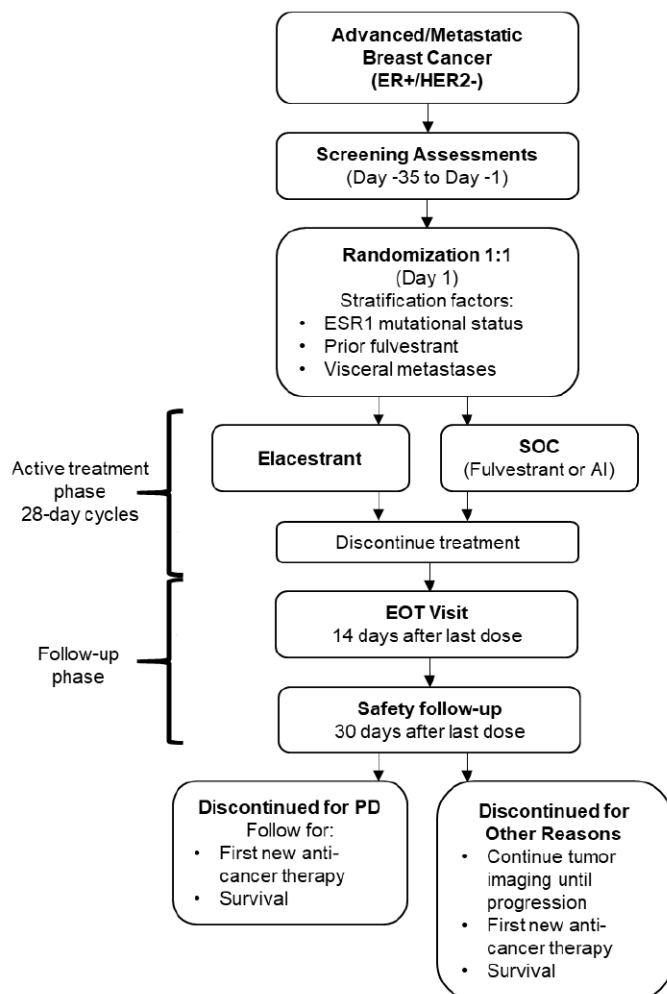 Advanced/Metastatic
Breast Cancer
(ER+/HER2-)
Screening Assessments
(Day -35 to Day -1)
Randomization 1:1
(Day 1)
Stratification factors:
• ESR1 mutational status
• Prior fulvestrant
• Visceral metastases
Active treatment
phase
28-day cycles
Elacestrant
SOC
(Fulvestrant or AI)
Discontinue treatment
Follow-up
phase
EOT Visit
14 days after last dose
Safety follow-up
30 days after last dose
Discontinued for PD
Follow for:
• First new anti-
cancer therapy
• Survival
Discontinued for
Other Reasons
• Continue tumor
imaging until
progression
• First new anti-
cancer therapy
• Survival